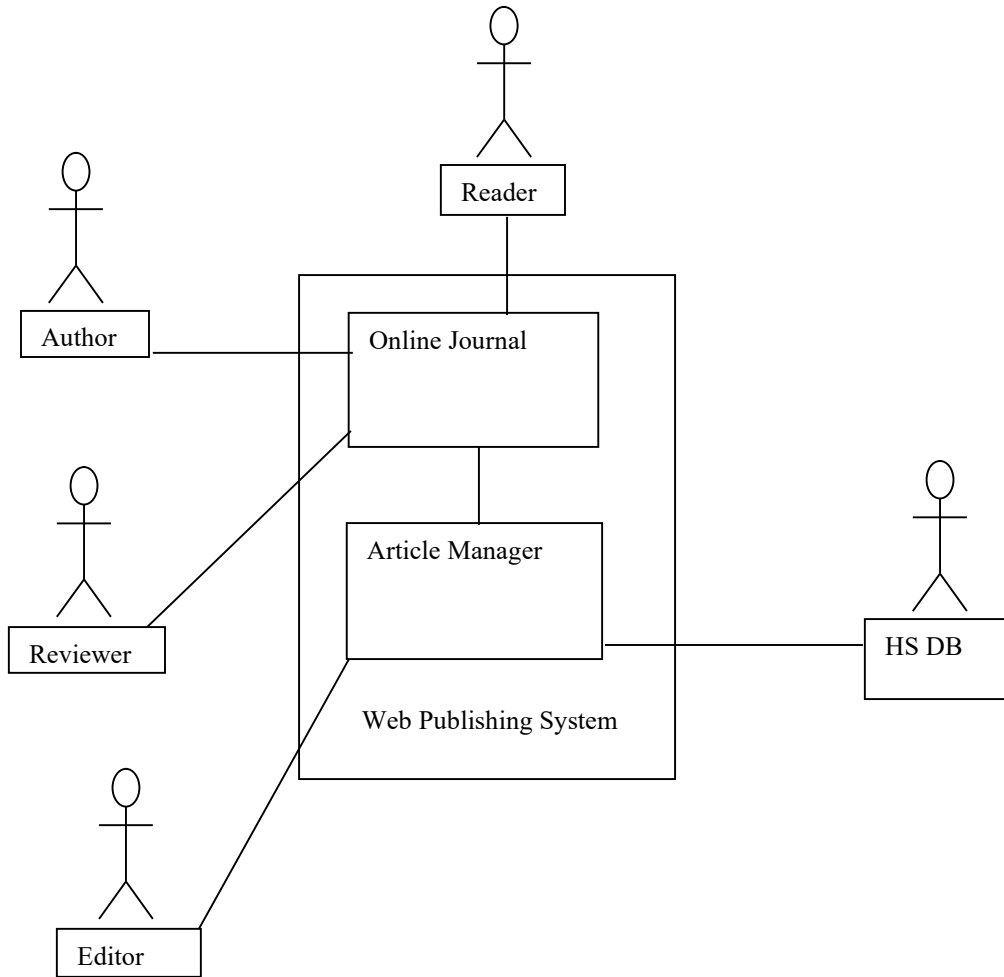 Reader
Author
Online Journal
Article Manager
Reviewer
HS DB
Web Publishing System
Editor